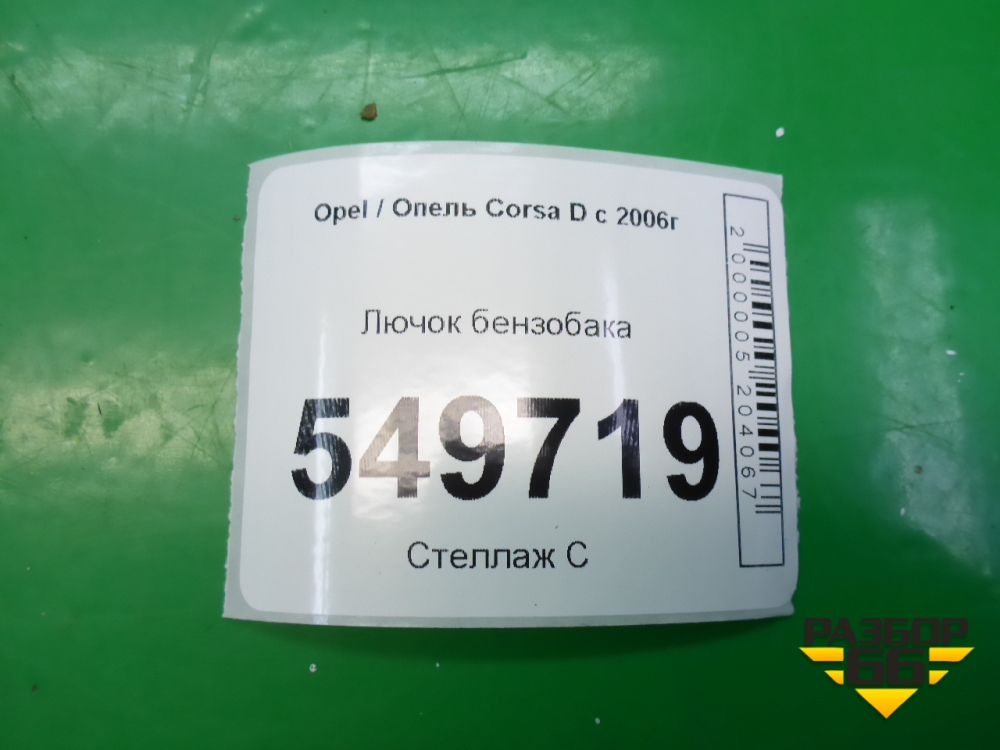 Opel / Опель Corsa D с 2006г
Лючок бензобака
549719
Стеллаж С
2000005204067
РАЗБОР
66